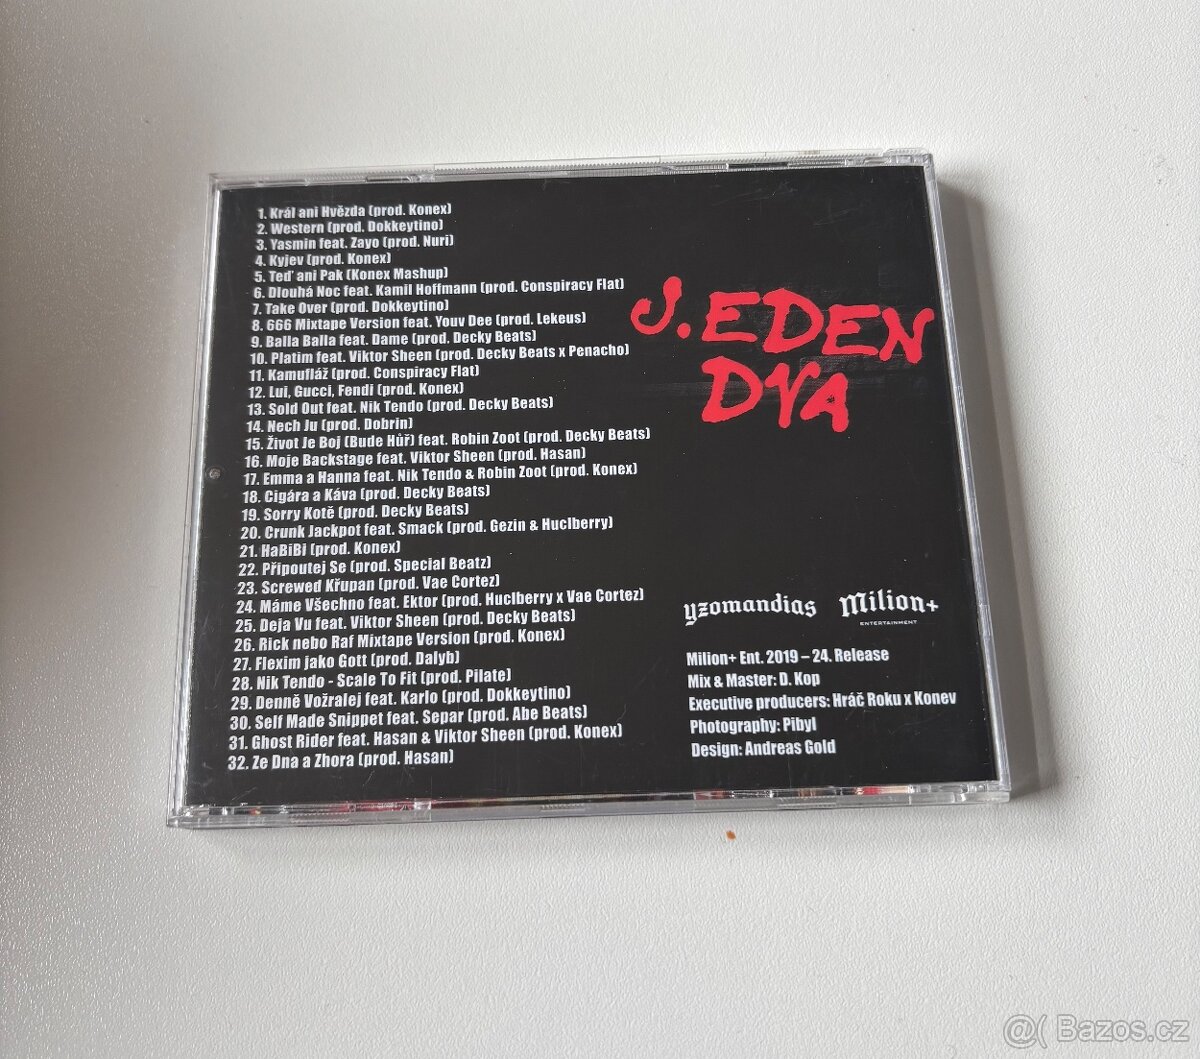 1. Král ani Hvězda (prod. Konex)
2. Western (prod. Dokkeytino)
3. Yasmin feat. Zayo (prod. Nuri)
4. Kyjev (prod. Konex)
5. Teď ani Pak (Konex Mashup)
6. Dlouhá Noc feat. Kamil Hoffmann (prod. Conspiracy Flat)
7. Take Over (prod. Dokkeytino)
8. 666 Mixtape Version feat. Youv Dee (prod. Lekeus)
9. Balla Balla feat. Dame (prod. Decky Beats)
10. Platim feat. Viktor Sheen (prod. Decky Beats x Penacho)
11. Kamufláž (prod. Conspiracy Flat)
12. Lui, Gucci, Fendi (prod. Konex)
13. Sold Out feat. Nik Tendo (prod. Decky Beats)
14. Nech Ju (prod. Dobrin)
15. Život Je Boj (Bude Hůř) feat. Robin Zoot (prod. Decky Beats)
16. Moje Backstage feat. Viktor Sheen (prod. Hasan)
17. Emma a Hanna feat. Nik Tendo & Robin Zoot (prod. Konex)
18. Cigára a Káva (prod. Decky Beats)
19. Sorry Kotě (prod. Decky Beats)
20. Crunk Jackpot feat. Smack (prod. Gezin & Huclberry)
21. HaBiBi (prod. Konex)
22. Připoutej Se (prod. Special Beatz)
23. Screwed Křupan (prod. Vae Cortez)
24. Máme Všechno feat. Ektor (prod. Huclberry x Vae Cortez)
25. Deja Vu feat. Viktor Sheen (prod. Decky Beats)
26. Rick nebo Raf Mixtape Version (prod. Konex)
27. Flexim jako Gott (prod. Dalyb)
28. Nik Tendo - Scale To Fit (prod. Pilate)
29. Denně Vožralej feat. Karlo (prod. Dokkeytino)
30. Self Made Snippet feat. Separ (prod. Abe Beats)
31. Ghost Rider feat. Hasan & Viktor Sheen (prod. Konex)
32. Ze Dna a Zhora (prod. Hasan)
J.EDEN
DVA
yzomandias Milion+
ENTERTAINMENT
Milion+ Ent. 2019 – 24. Release
Mix & Master: D. Kop
Executive producers: Hráč Roku x Konev
Photography: Pibyl
Design: Andreas Gold
@( Bazos.cz